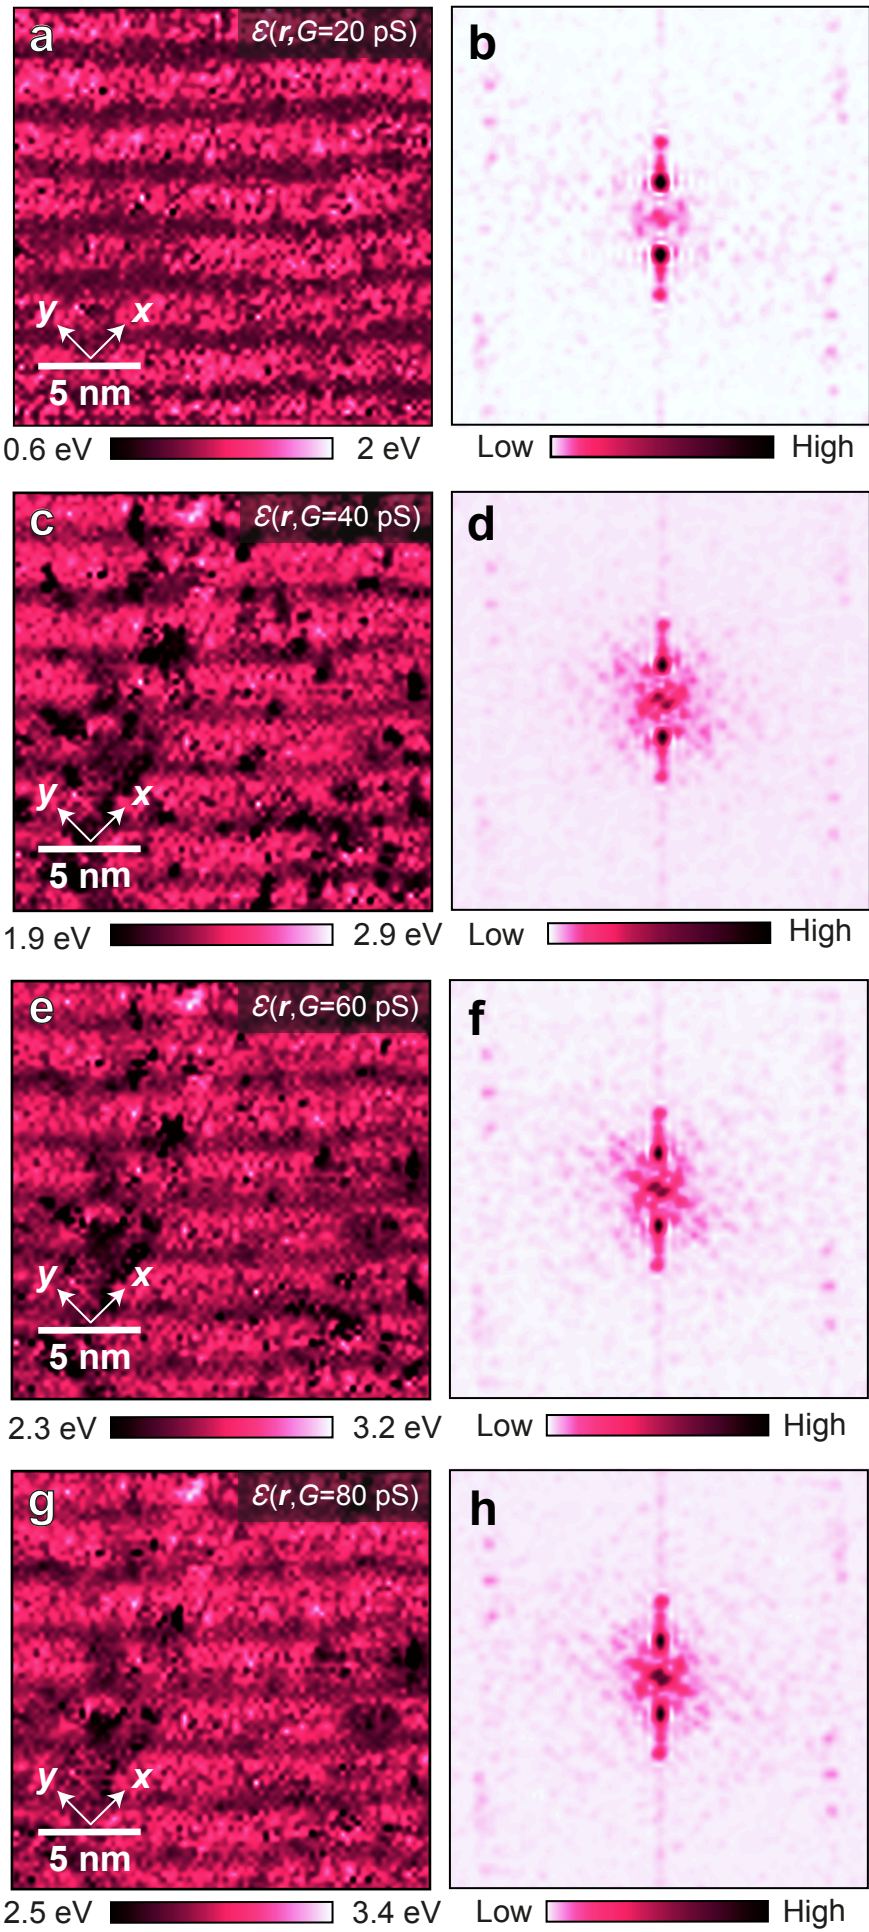 a
ℰ(r,G=20 pS)
b
y
x
5 nm
0.6 eV
2 eV
Low
High
c
ℰ(r,G=40 pS)
d
y
x
5 nm
1.9 eV
2.9 eV
Low
High
e
ℰ(r,G=60 pS)
f
y
x
5 nm
2.3 eV
3.2 eV
Low
High
g
ℰ(r,G=80 pS)
h
y
x
5 nm
2.5 eV
3.4 eV
Low
High